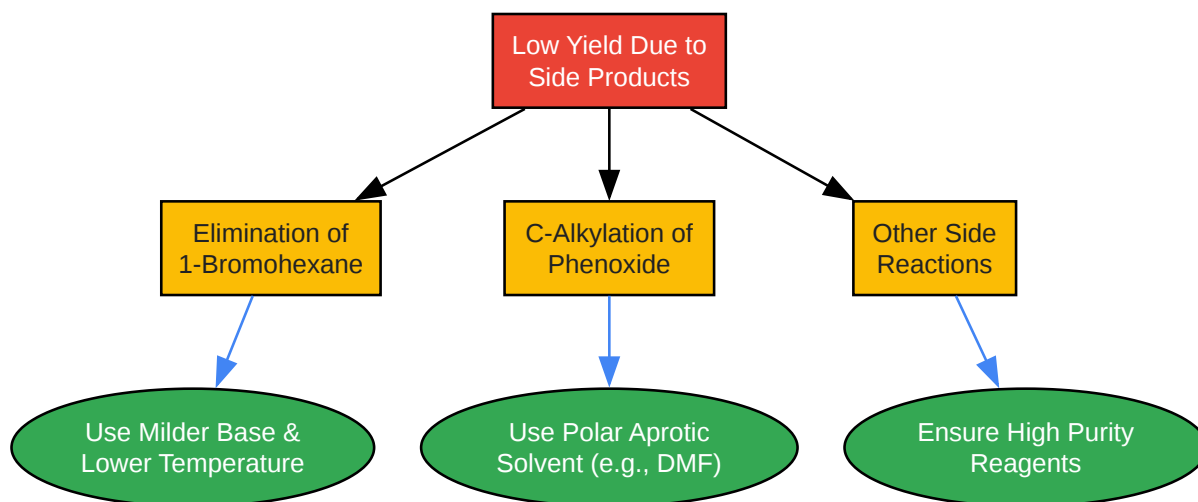 Low Yield Due to
Side Products
Elimination of
1-Bromohexane
C-Alkylation of
Phenoxide
Other Side
Reactions
Use Milder Base &
Lower Temperature
Use Polar Aprotic
Solvent (e.g., DMF)
Ensure High Purity
Reagents